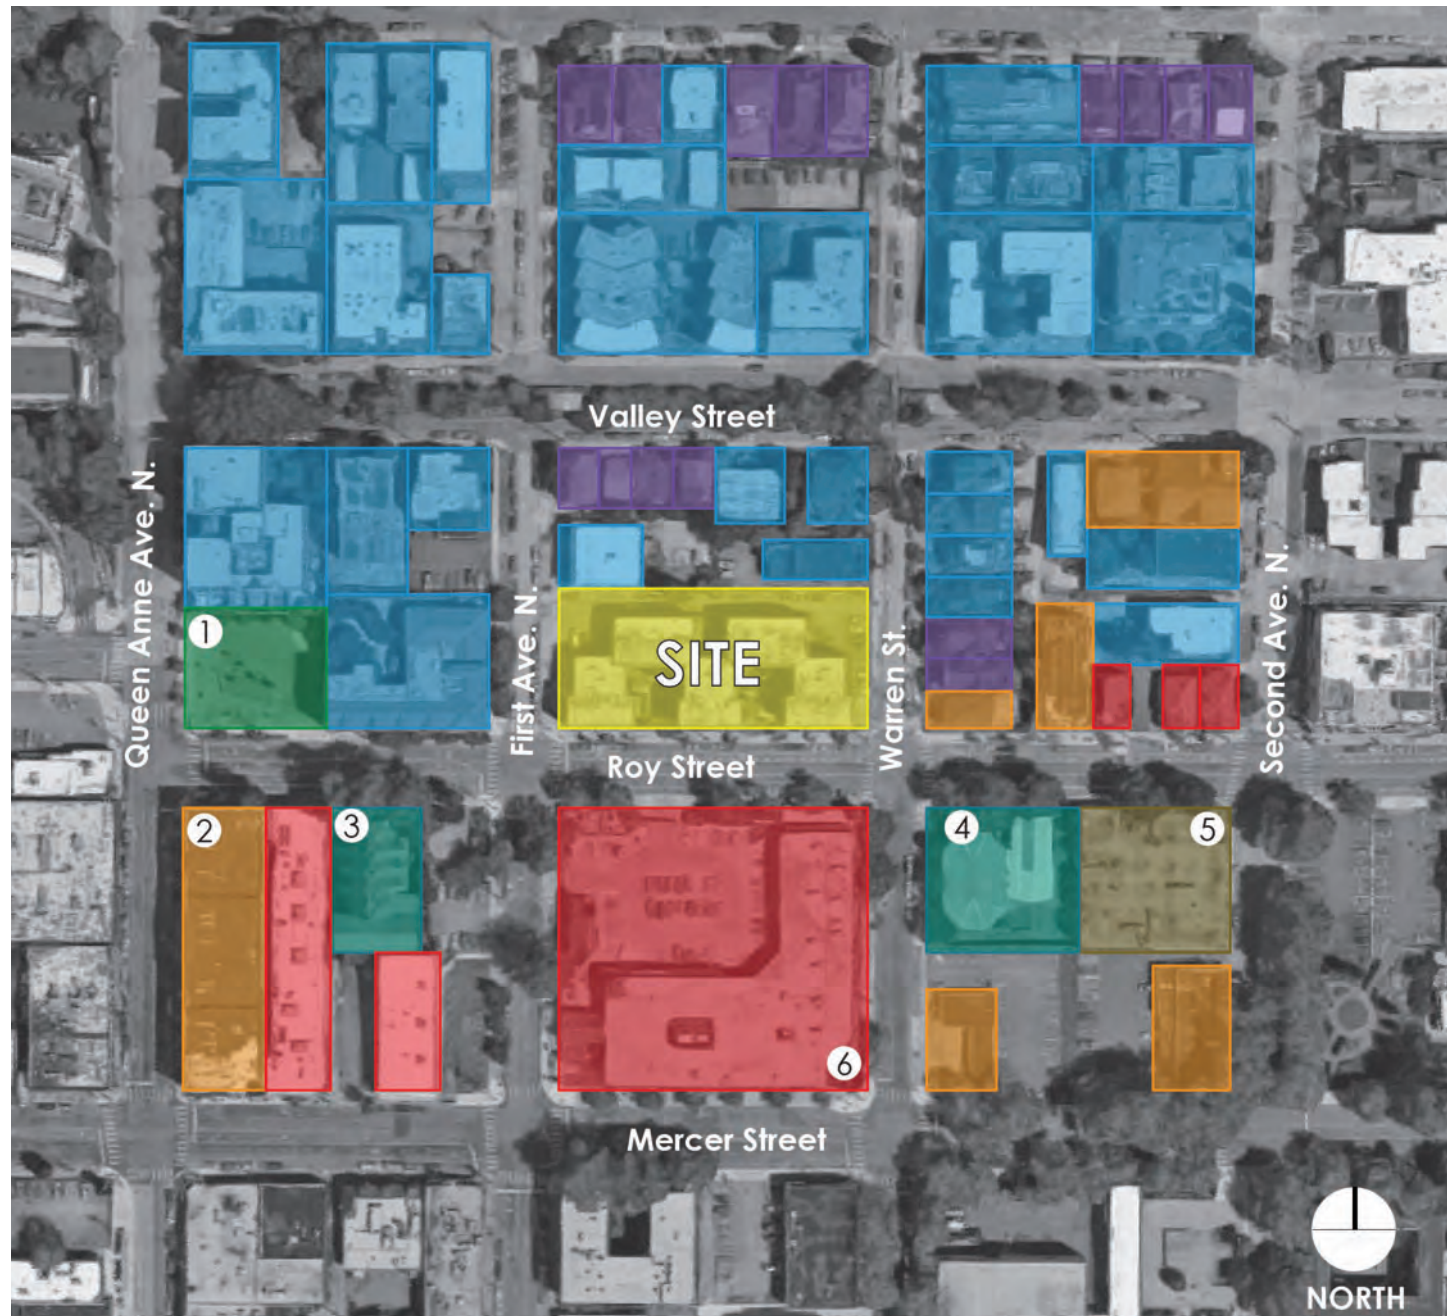 Valley Street
Queen Anne Ave. N.
First Ave. N.
Warren St.
Second Ave. N.
1
SITE
Roy Street
2
3
4
5
6
Mercer Street
NORTH